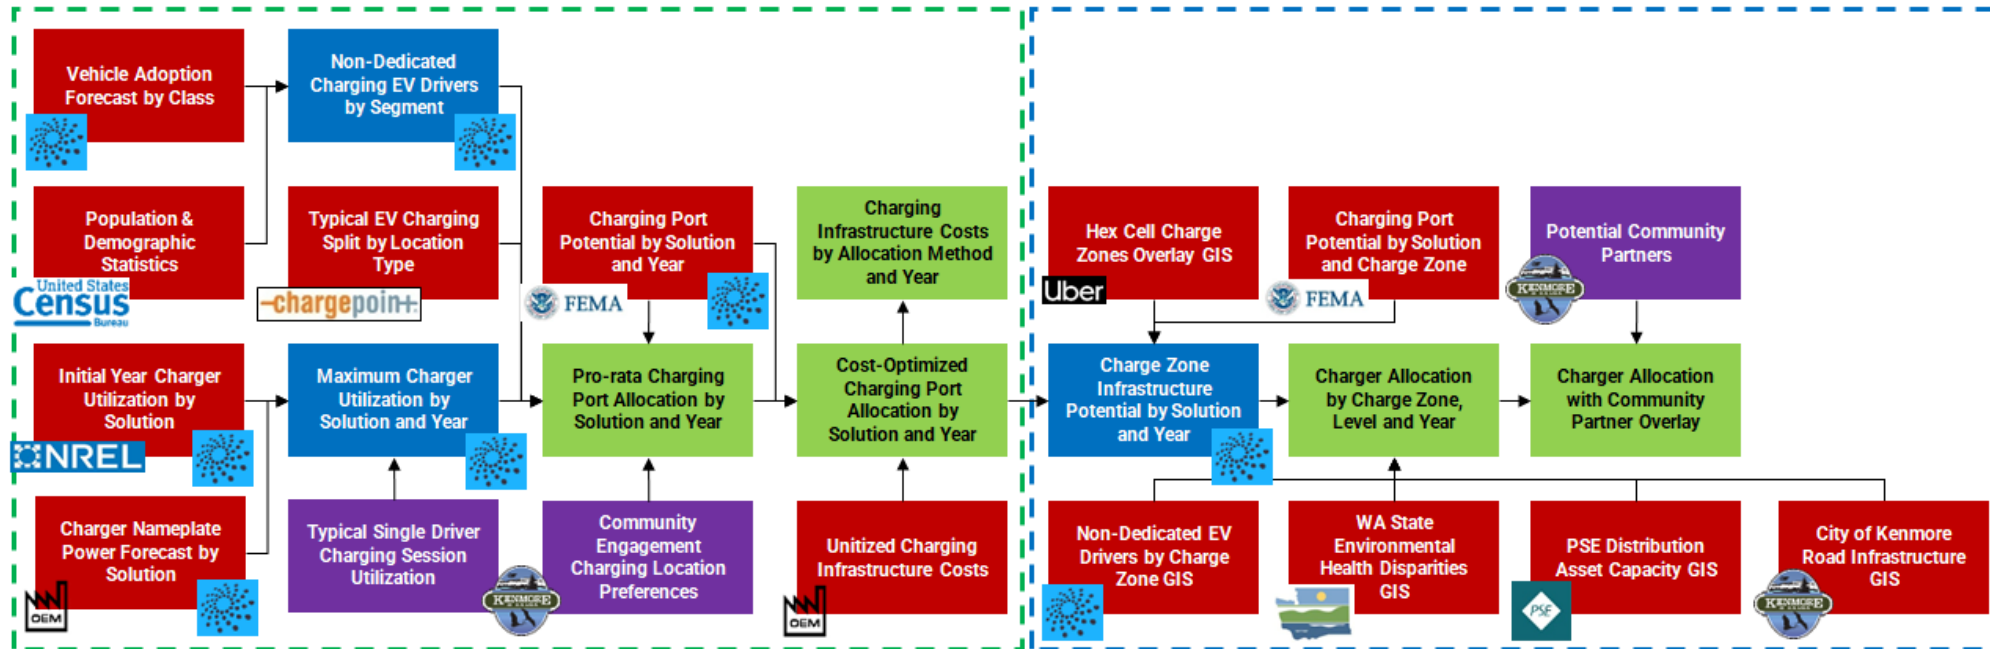 Vehicle Adoption
Forecast by Class
Non-Dedicated
Charging EV Drivers
by Segment
Population &
Demographic
Statistics
United States
Census
Bureau
Typical EV Charging
Split by Location
Type
-chargepoin+.
Charging Port
Potential by Solution
and Year
FEMA
Charging
Infrastructure Costs
by Allocation Method
and Year
Hex Cell Charge
Zones Overlay GIS
Uber
Charging Port
Potential by Solution
and Charge Zone
FEMA
Potential Community
Partners
KENMORE
Initial Year Charger
Utilization by
Solution
NREL
Maximum Charger
Utilization by
Solution and Year
Pro-rata Charging
Port Allocation by
Solution and Year
Cost-Optimized
Charging Port
Allocation by
Solution and Year
Charge Zone
Infrastructure
Potential by Solution
and Year
Charger Allocation
by Charge Zone,
Level and Year
Charger Allocation
with Community
Partner Overlay
Charger Nameplate
Power Forecast by
Solution
OEM
Typical Single Driver
Charging Session
Utilization
Community
Engagement
Charging Location
Preferences
KENMORE
Unitized Charging
Infrastructure Costs
OEM
Non-Dedicated EV
Drivers by Charge
Zone GIS
WA State
Environmental
Health Disparities
GIS
PSE Distribution
Asset Capacity GIS
PSE
City of Kenmore
Road Infrastructure
GIS
KENMORE